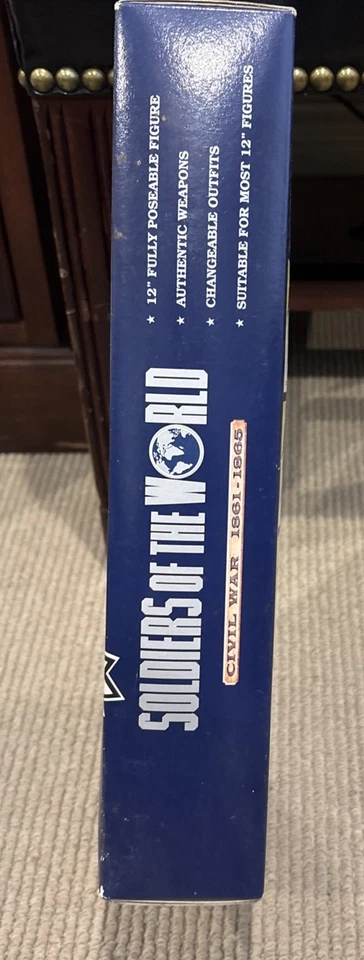 SOLDIERS OF THE WORLD
CIVIL WAR 1861-1865
★ 12" FULLY POSEABLE FIGURE
★ AUTHENTIC WEAPONS
★ CHANGEABLE OUTFITS
★ SUITABLE FOR MOST 12" FIGURES